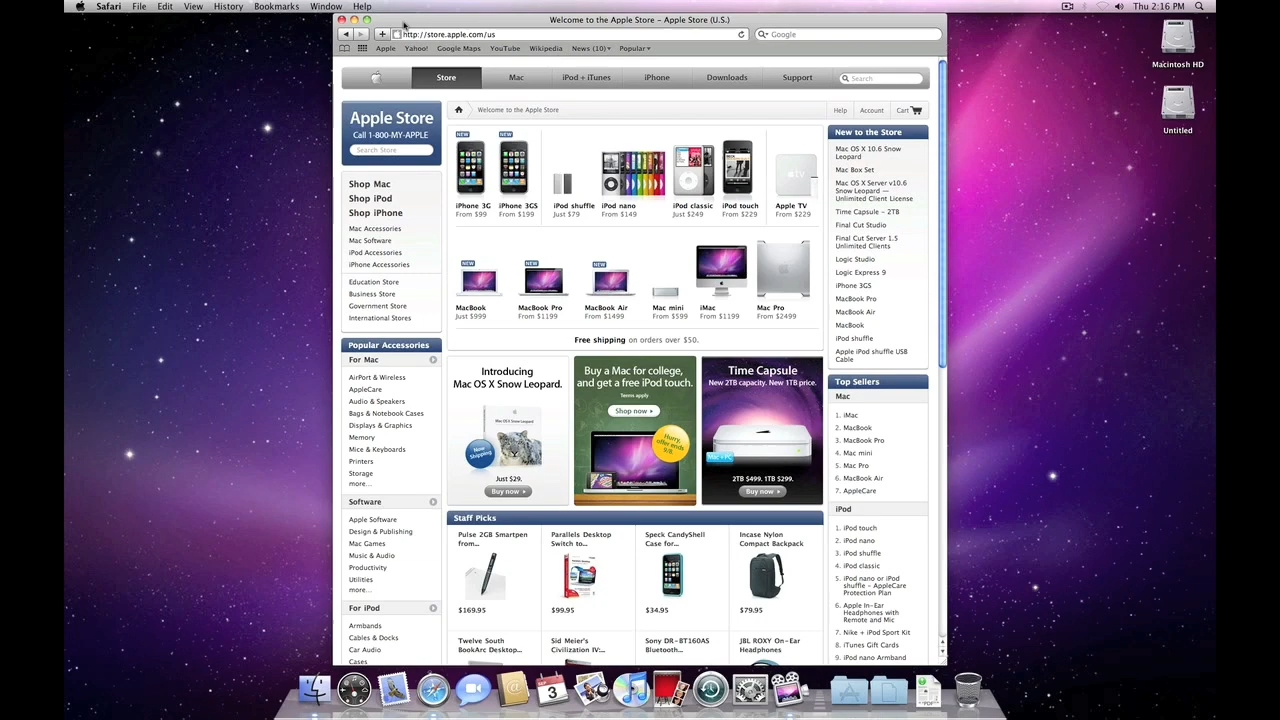 Safari File Edit View History Bookmarks Window Help
Thu 2:16 PM
Welcome to the Apple Store – Apple Store (U.S.)
http://store.apple.com/us
Google
Apple Yahoo! Google Maps YouTube Wikipedia News (10) Popular
Store Mac iPod + iTunes iPhone Downloads Support Search
Macintosh HD
Untitled
Welcome to the Apple Store
Help Account Cart
Apple Store
Call 1-800-MY-APPLE
Search Store
Shop Mac
Shop iPod
Shop iPhone
Mac Accessories
Mac Software
iPod Accessories
iPhone Accessories
Education Store
Business Store
Government Store
International Stores
Popular Accessories
For Mac
AirPort & Wireless
AppleCare
Audio & Speakers
Bags & Notebook Cases
Displays & Graphics
Memory
Mice & Keyboards
Printers
Storage
more...
Software
Apple Software
Design & Publishing
Mac Games
Music & Audio
Productivity
Utilities
more...
For iPod
Armbands
Cables & Docks
Car Audio
Cases
NEW NEW
iPhone 3G iPhone 3GS iPod shuffle iPod nano iPod classic iPod touch Apple TV
From $99 From $199 Just $79 From $149 Just $249 From $229 From $229
NEW NEW NEW
MacBook MacBook Pro MacBook Air Mac mini iMac Mac Pro
Just $999 From $1199 From $1499 From $599 From $1199 From $2499
Free shipping on orders over $50.
Introducing
Mac OS X Snow Leopard.
Now
Shipping
Just $29.
Buy now
Buy a Mac for college,
and get a free iPod touch.
Terms apply
Shop now
Hurry,
offer ends
9/8.
Time Capsule
New 2TB capacity. New 1TB price.
Mac + PC
2TB $499. 1TB $299.
Buy now
Staff Picks
Pulse 2GB Smartpen
from...
$169.95
Parallels Desktop
Switch to...
$99.95
Speck CandyShell
Case for...
$34.95
Incase Nylon
Compact Backpack
$79.95
Twelve South
BookArc Desktop...
Sid Meier's
Civilization IV:...
Sony DR-BT160AS
Bluetooth...
JBL ROXY On-Ear
Headphones
New to the Store
Mac OS X 10.6 Snow
Leopard
Mac Box Set
Mac OS X Server v10.6
Snow Leopard —
Unlimited Client License
Time Capsule – 2TB
Final Cut Studio
Final Cut Server 1.5
Unlimited Clients
Logic Studio
Logic Express 9
iPhone 3GS
MacBook Pro
MacBook Air
MacBook
iPod shuffle
Apple iPod shuffle USB
Cable
Top Sellers
Mac
1. iMac
2. MacBook
3. MacBook Pro
4. Mac mini
5. Mac Pro
6. MacBook Air
7. AppleCare
iPod
1. iPod touch
2. iPod nano
3. iPod shuffle
4. iPod classic
5. iPod nano or iPod
shuffle - AppleCare
Protection Plan
6. Apple In-Ear
Headphones with
Remote and Mic
7. Nike + iPod Sport Kit
8. iTunes Gift Cards
9. iPod nano Armband
SEP
3